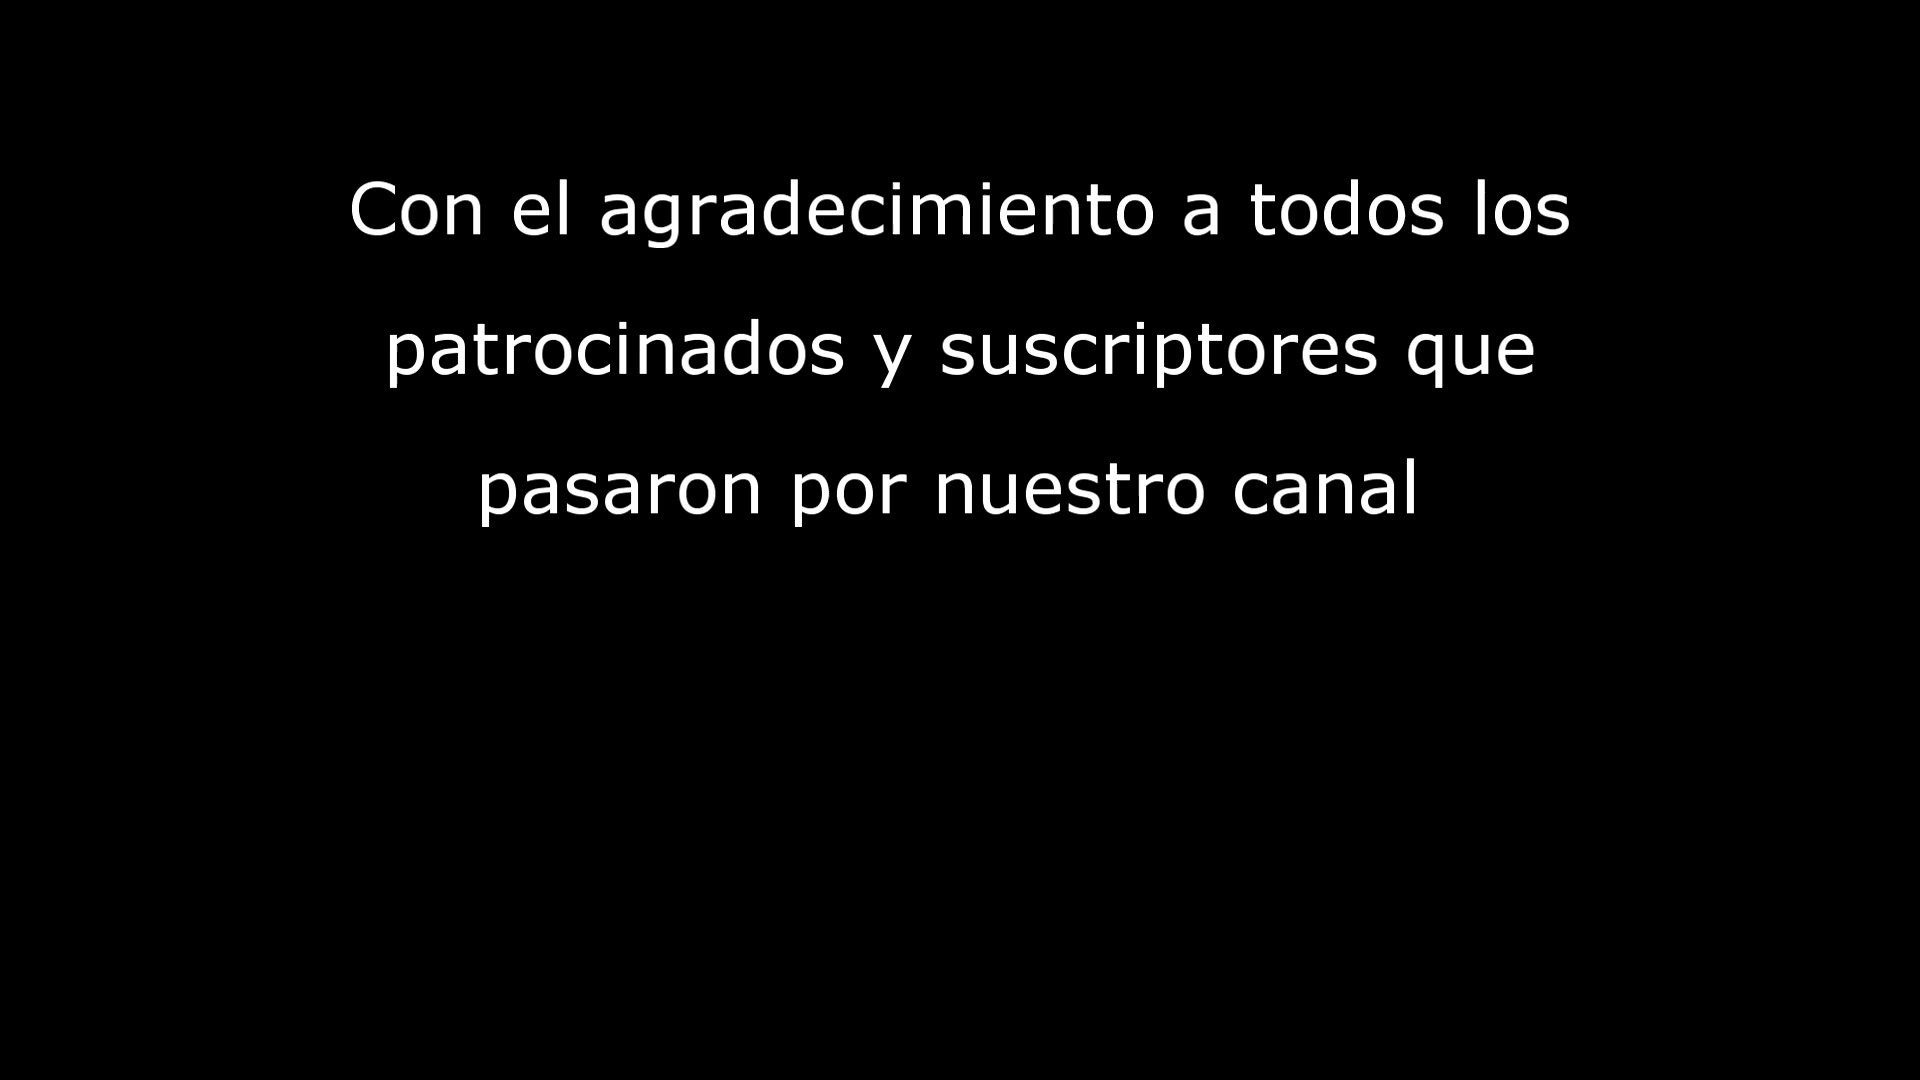 Con el agradecimiento a todos los
patrocinados y suscriptores que
pasaron por nuestro canal